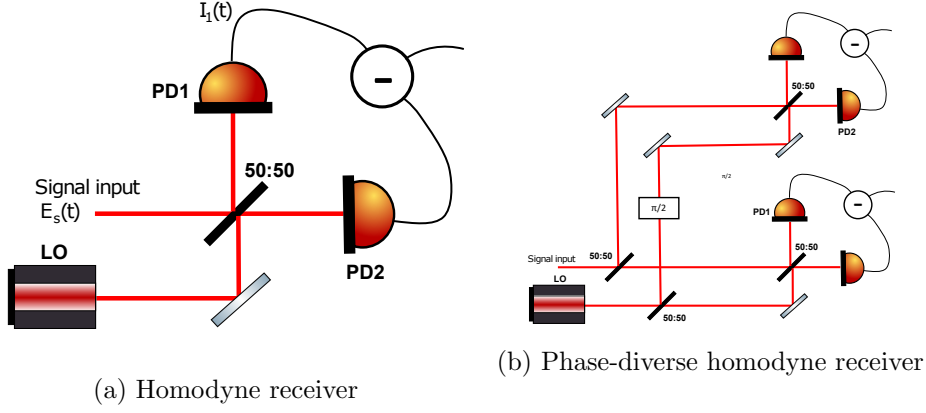 I₁(t)
-
PD1
50:50
Signal input
E_s(t)
LO
PD2
(a) Homodyne receiver
-
50:50
PD2
π/2
π/2
PD1
-
Signal input
50:50
50:50
LO
50:50
(b) Phase-diverse homodyne receiver